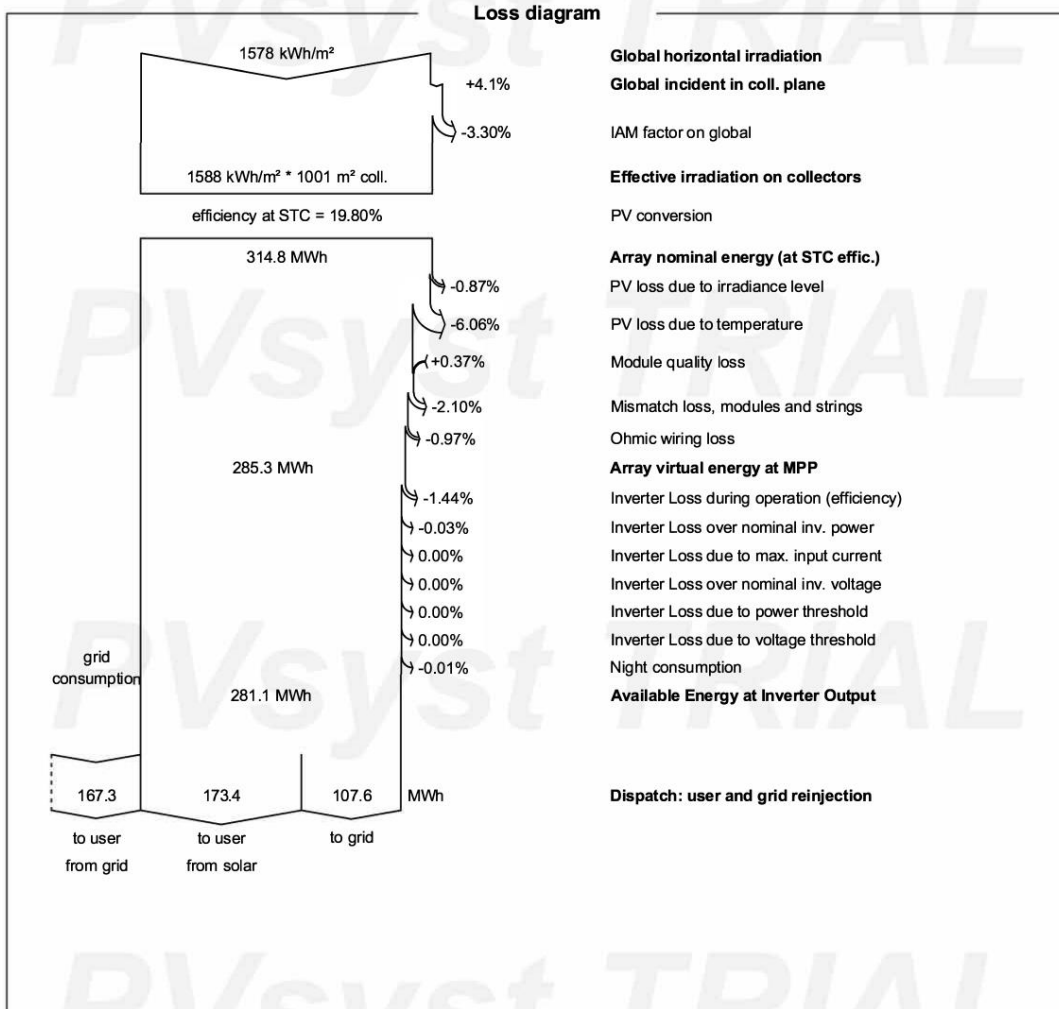 Loss diagram
1578 kWh/m² Global horizontal irradiation
+4.1% Global incident in coll. plane
-3.30% IAM factor on global
1588 kWh/m² * 1001 m² coll. Effective irradiation on collectors
efficiency at STC = 19.80% PV conversion
314.8 MWh Array nominal energy (at STC effic.)
-0.87% PV loss due to irradiance level
-6.06% PV loss due to temperature
+0.37% Module quality loss
-2.10% Mismatch loss, modules and strings
-0.97% Ohmic wiring loss
285.3 MWh Array virtual energy at MPP
-1.44% Inverter Loss during operation (efficiency)
-0.03% Inverter Loss over nominal inv. power
0.00% Inverter Loss due to max. input current
0.00% Inverter Loss over nominal inv. voltage
0.00% Inverter Loss due to power threshold
0.00% Inverter Loss due to voltage threshold
grid
consumption
-0.01% Night consumption
281.1 MWh Available Energy at Inverter Output
167.3 173.4 107.6 MWh Dispatch: user and grid reinjection
to user to user to grid
from grid from solar
PVsyst TRIAL
PVsyst TRIAL
PVsyst TRIAL
PVsyst TRIAL